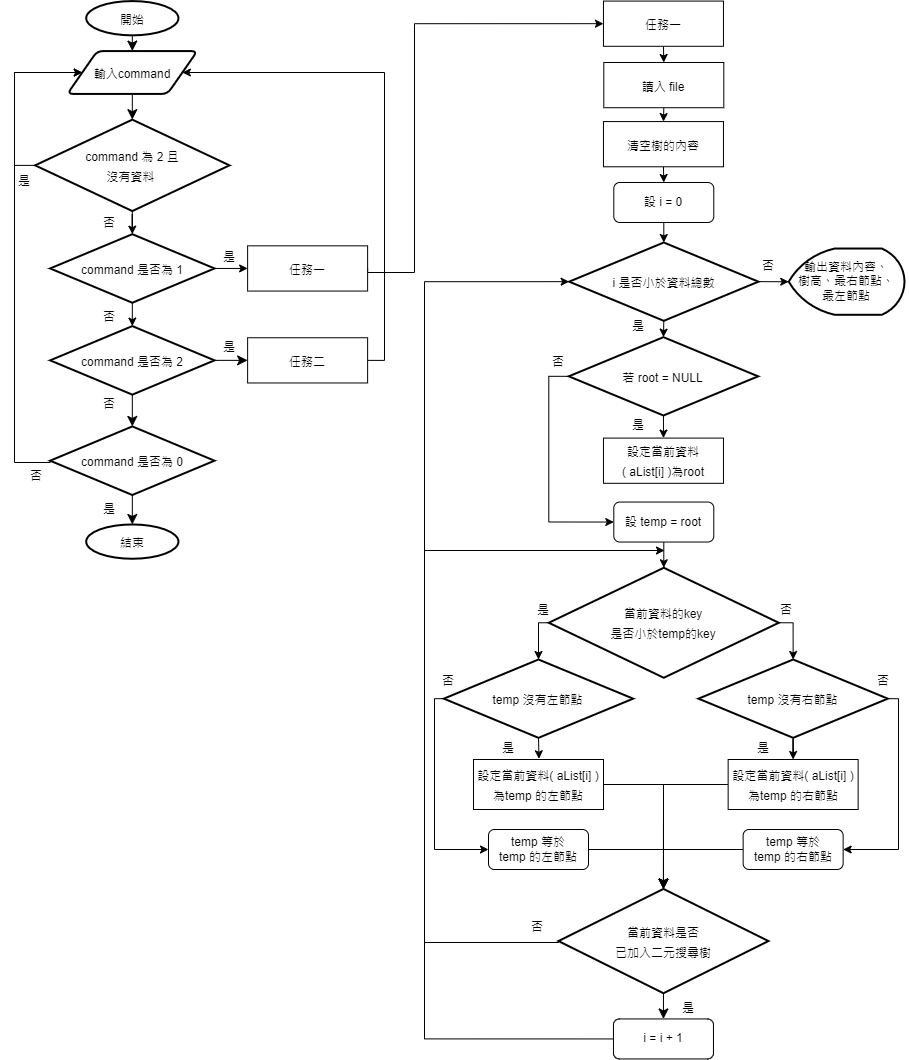 開始
輸入command
command 為 2 且
沒有資料
是
否
command 是否為 1
是
任務一
否
command 是否為 2
是
任務二
否
command 是否為 0
否
是
結束
任務一
讀入 file
清空樹的內容
設 i = 0
i 是否小於資料總數
否
輸出資料內容、
樹高、最右節點、
最左節點
是
若 root = NULL
否
是
設定當前資料
( aList[i] )為root
設 temp = root
當前資料的key
是否小於temp的key
是
否
temp 沒有左節點
否
是
設定當前資料( aList[i] )
為temp 的左節點
temp 等於
temp 的左節點
temp 沒有右節點
否
是
設定當前資料( aList[i] )
為temp 的右節點
temp 等於
temp 的右節點
當前資料是否
已加入二元搜尋樹
否
是
i = i + 1